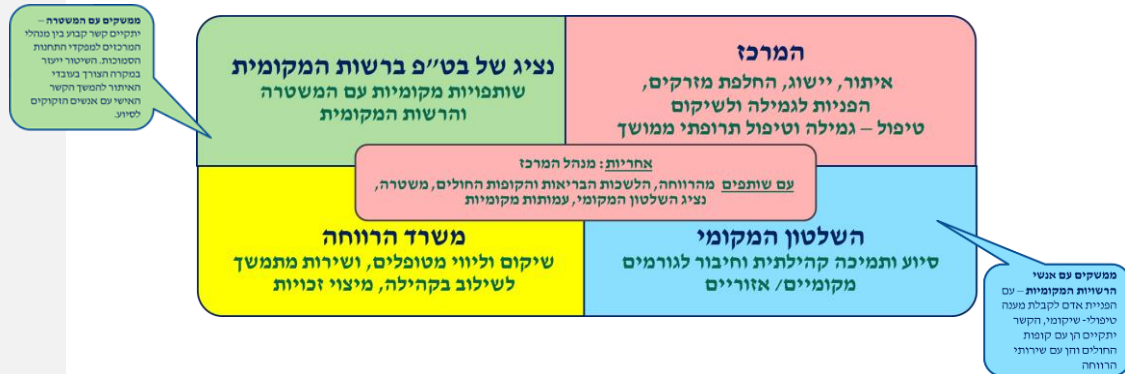 ממשקים עם המשטרה –
יתקיים קשר קבוע בין מנהלי
המרכזים למפקדי התחנות
הסמוכות. השיטור ייעזר
במקרה הצורך בעובדי
האיתור להמשך הקשר
האישי עם אנשים הזקוקים
לסיוע.
המרכז
איתור, יישוג, החלפת מזרקים,
הפניות לגמילה ולשיקום
טיפול – גמילה וטיפול תרופתי ממושך
נציג של בט״פ ברשות המקומית
שותפויות מקומיות עם המשטרה
והרשות המקומית
אחריות: מנהל המרכז
עם שותפים מהרווחה, הלשכות הבריאות והקופות החולים, משטרה,
נציג השלטון המקומי, עמותות מקומיות
השלטון המקומי
סיוע ותמיכה קהילתית וחיבור לגורמים
מקומיים/ אזוריים
משרד הרווחה
שיקום וליווי מטופלים, ושירות מתמשך
לשילוב בקהילה, מיצוי זכויות
ממשקים עם אנשי
הרשויות המקומיות – עם
הפניית אדם לקבלת מענה
טיפולי- שיקומי, הקשר
יתקיים הן עם קופות
החולים והן עם שירותי
הרווחה